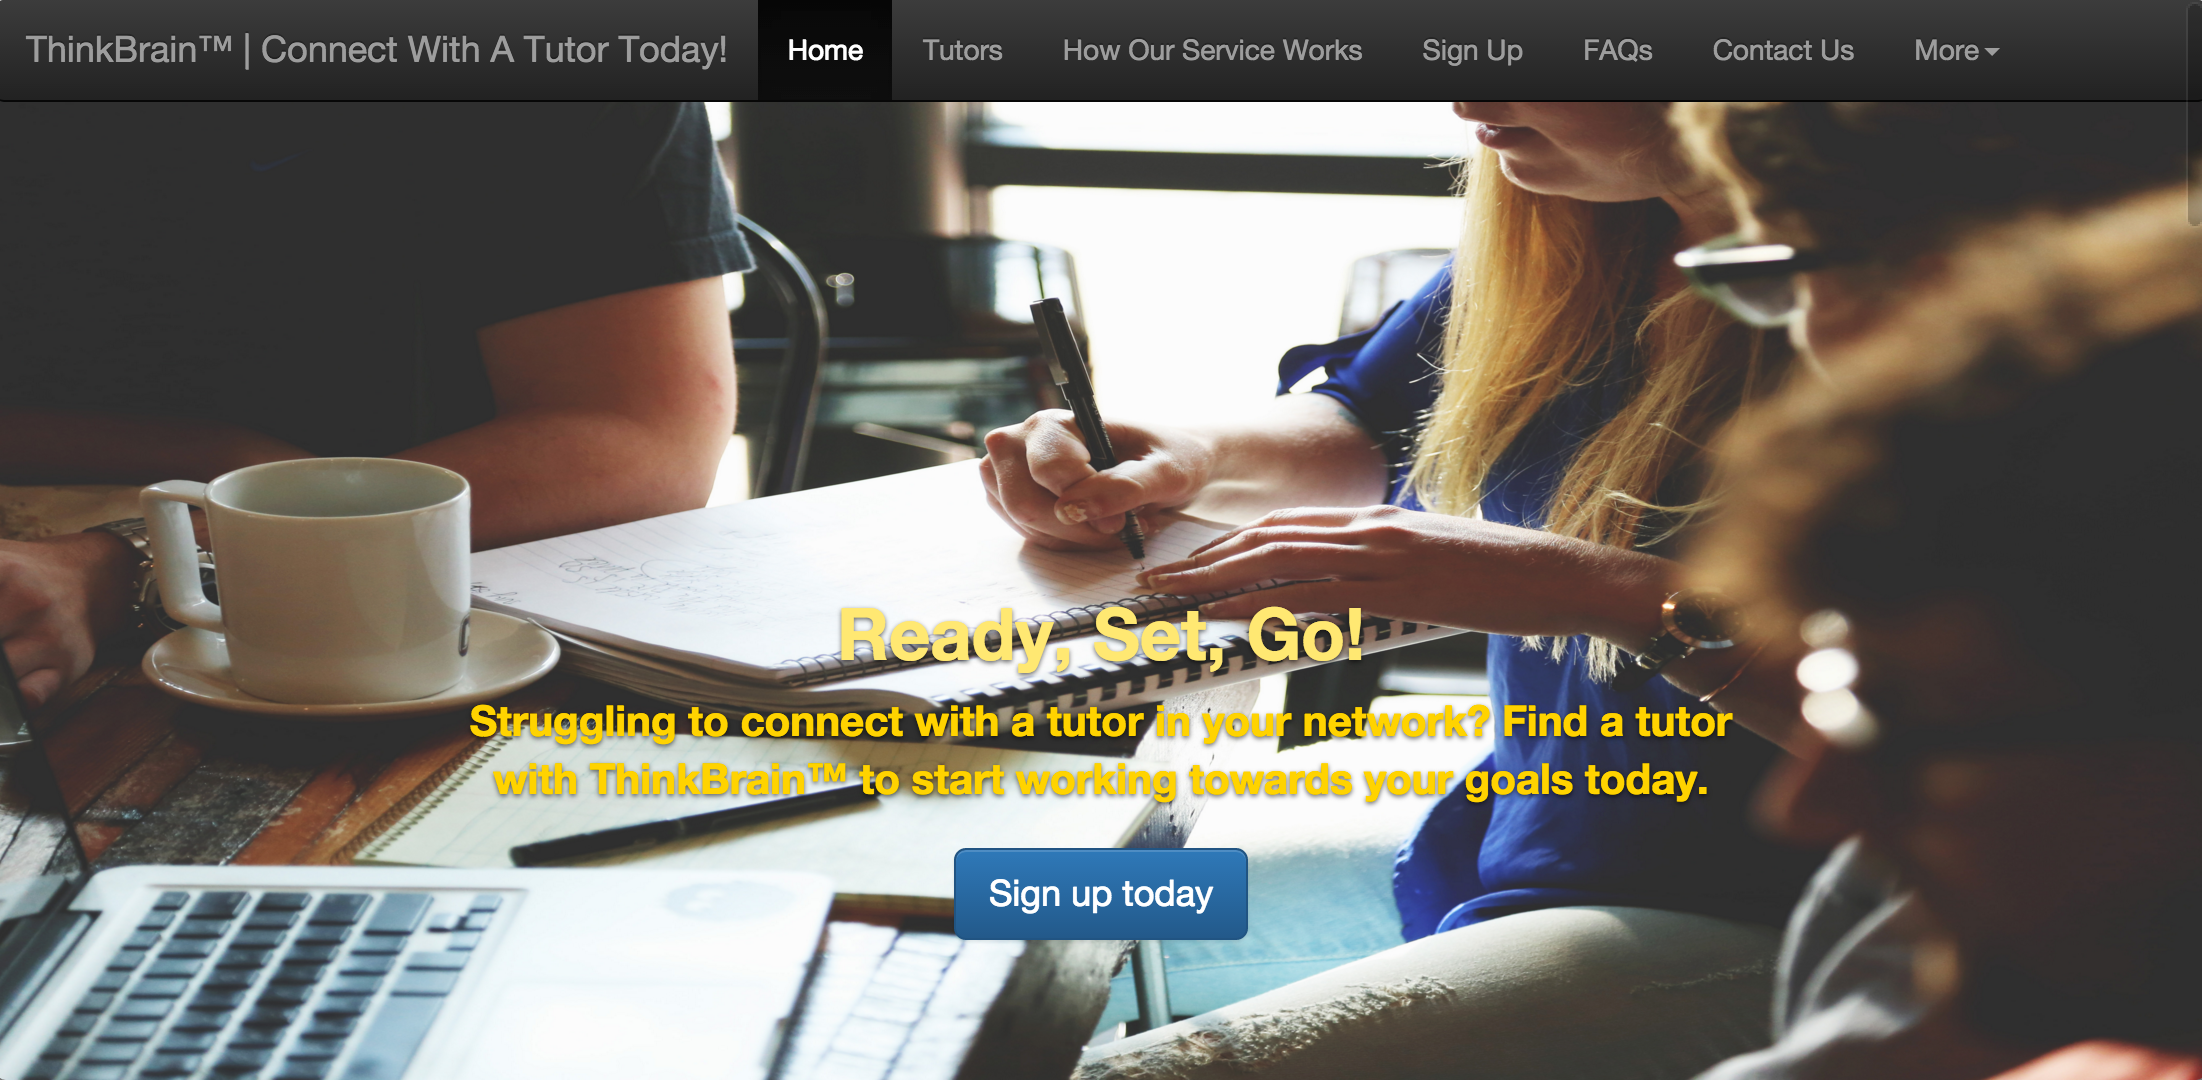 ThinkBrain™ | Connect With A Tutor Today! Home Tutors How Our Service Works Sign Up FAQs Contact Us More
Ready, Set, Go!
Struggling to connect with a tutor in your network? Find a tutor
with ThinkBrain™ to start working towards your goals today.
Sign up today